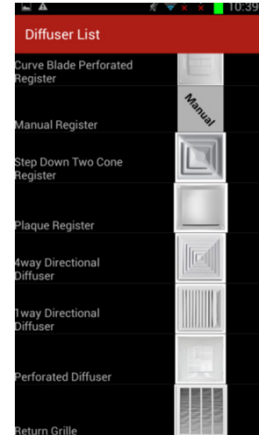 10:39
Diffuser List
Curve Blade Perforated
Register
Manual
Manual Register
Step Down Two Cone
Register
Plaque Register
4way Directional
Diffuser
1way Directional
Diffuser
Perforated Diffuser
Return Grille